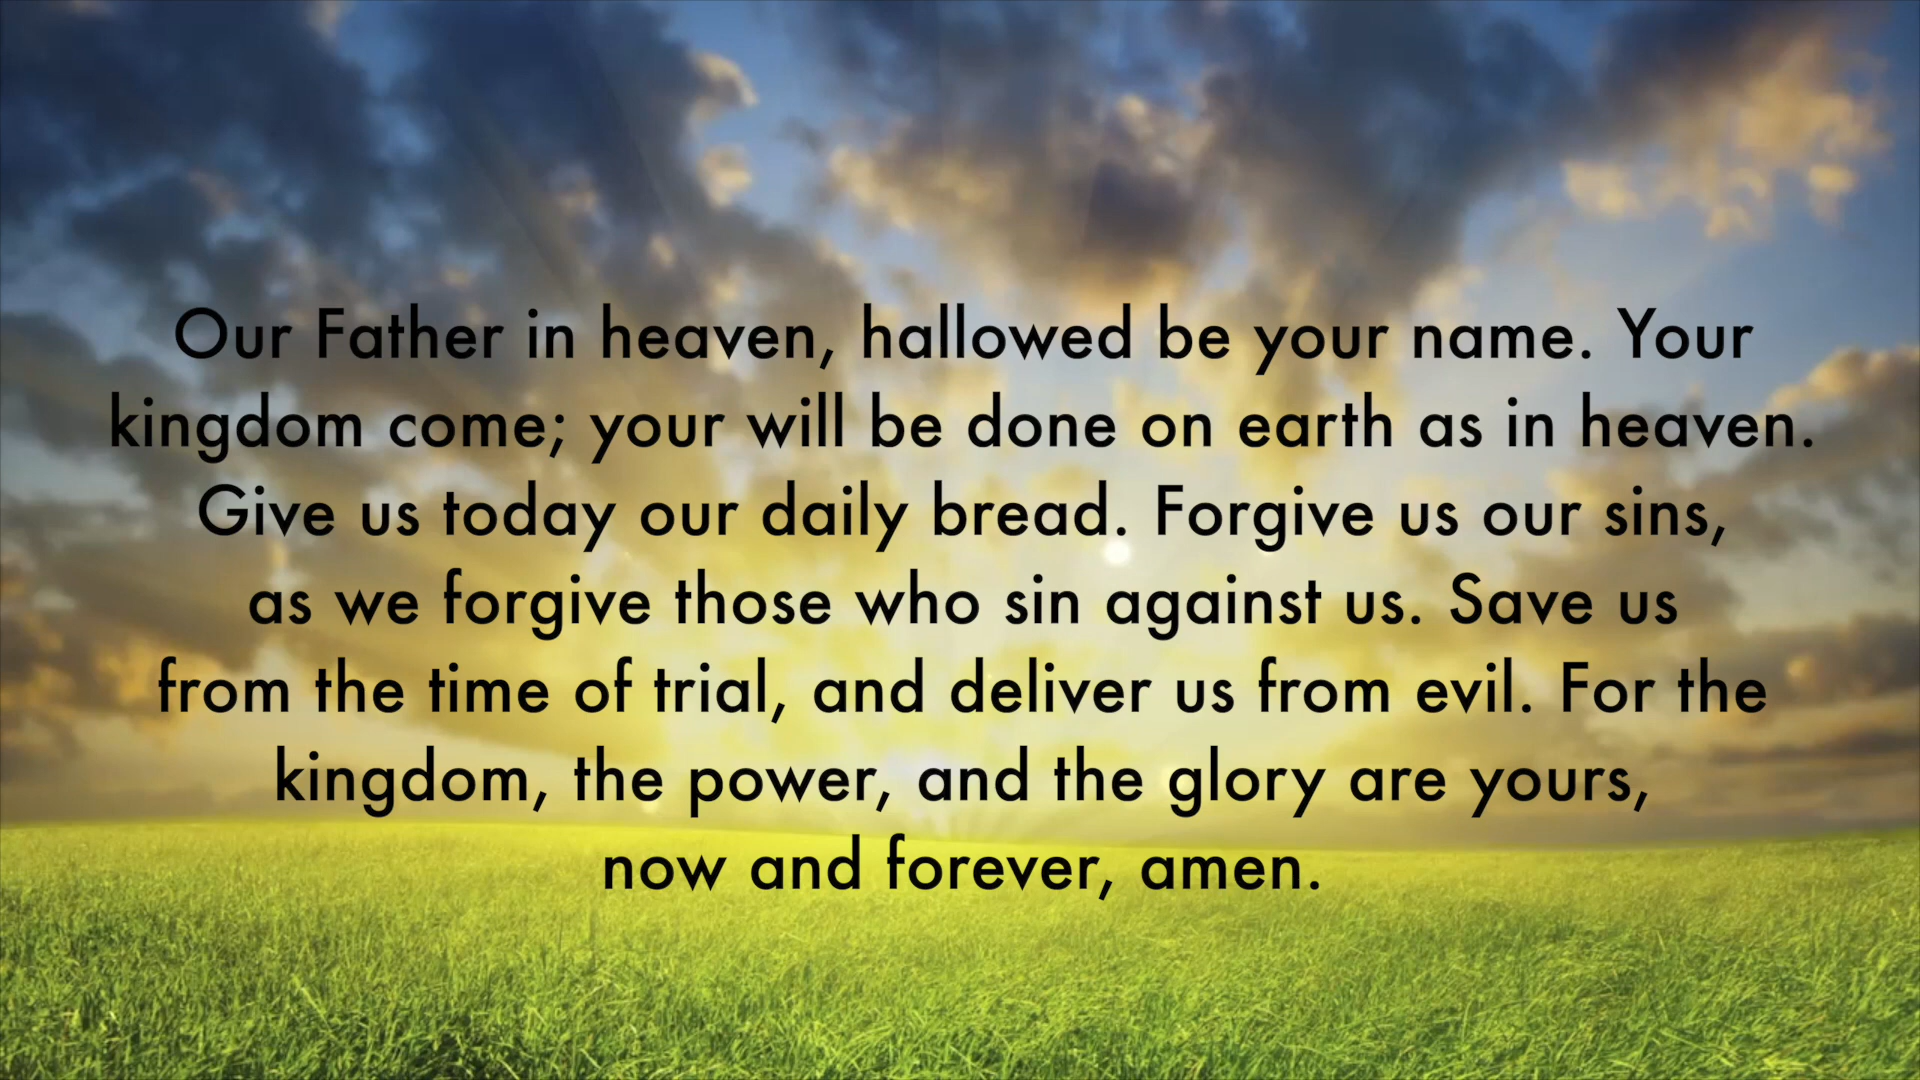 Our Father in heaven, hallowed be your name. Your
kingdom come; your will be done on earth as in heaven.
Give us today our daily bread. Forgive us our sins,
as we forgive those who sin against us. Save us
from the time of trial, and deliver us from evil. For the
kingdom, the power, and the glory are yours,
now and forever, amen.